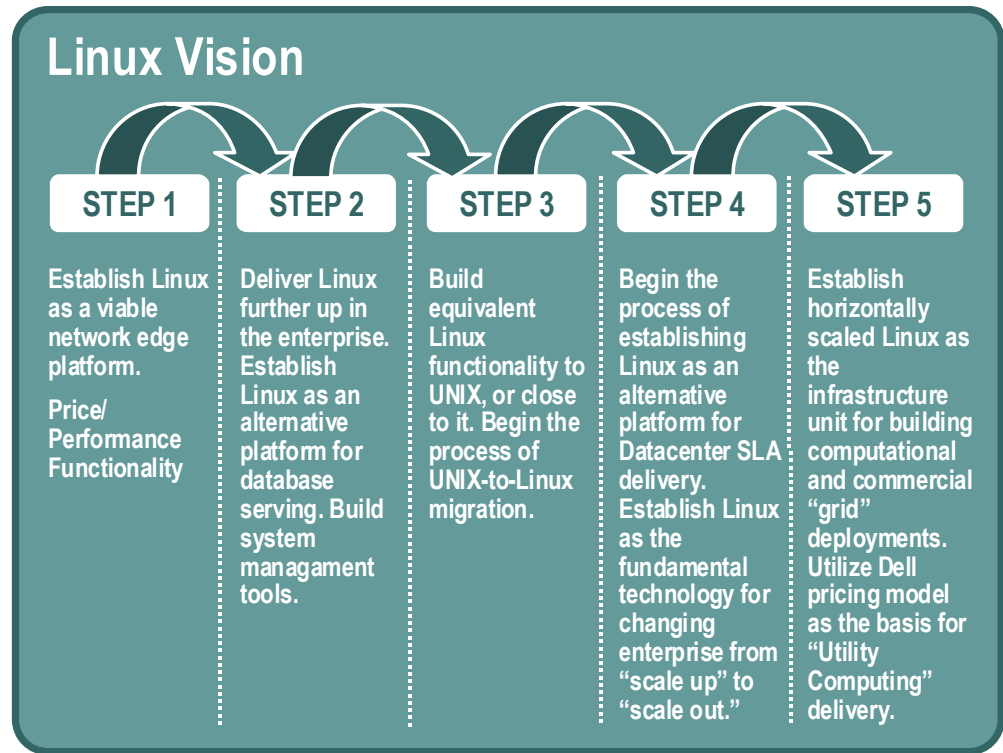 Linux Vision
STEP 1
Establish Linux
as a viable
network edge
platform.
Price/
Performance
Functionality
STEP 2
Deliver Linux
further up in
the enterprise.
Establish
Linux as an
alternative
platform for
database
serving. Build
system
managament
tools.
STEP 3
Build
equivalent
Linux
functionality to
UNIX, or close
to it. Begin the
process of
UNIX-to-Linux
migration.
STEP 4
Begin the
process of
establishing
Linux as an
alternative
platform for
Datacenter SLA
delivery.
Establish Linux
as the
fundamental
technology for
changing
enterprise from
“scale up” to
“scale out.”
STEP 5
Establish
horizontally
scaled Linux as
the
infrastructure
unit for building
computational
and commercial
“grid”
deployments.
Utilize Dell
pricing model
as the basis for
“Utility
Computing”
delivery.